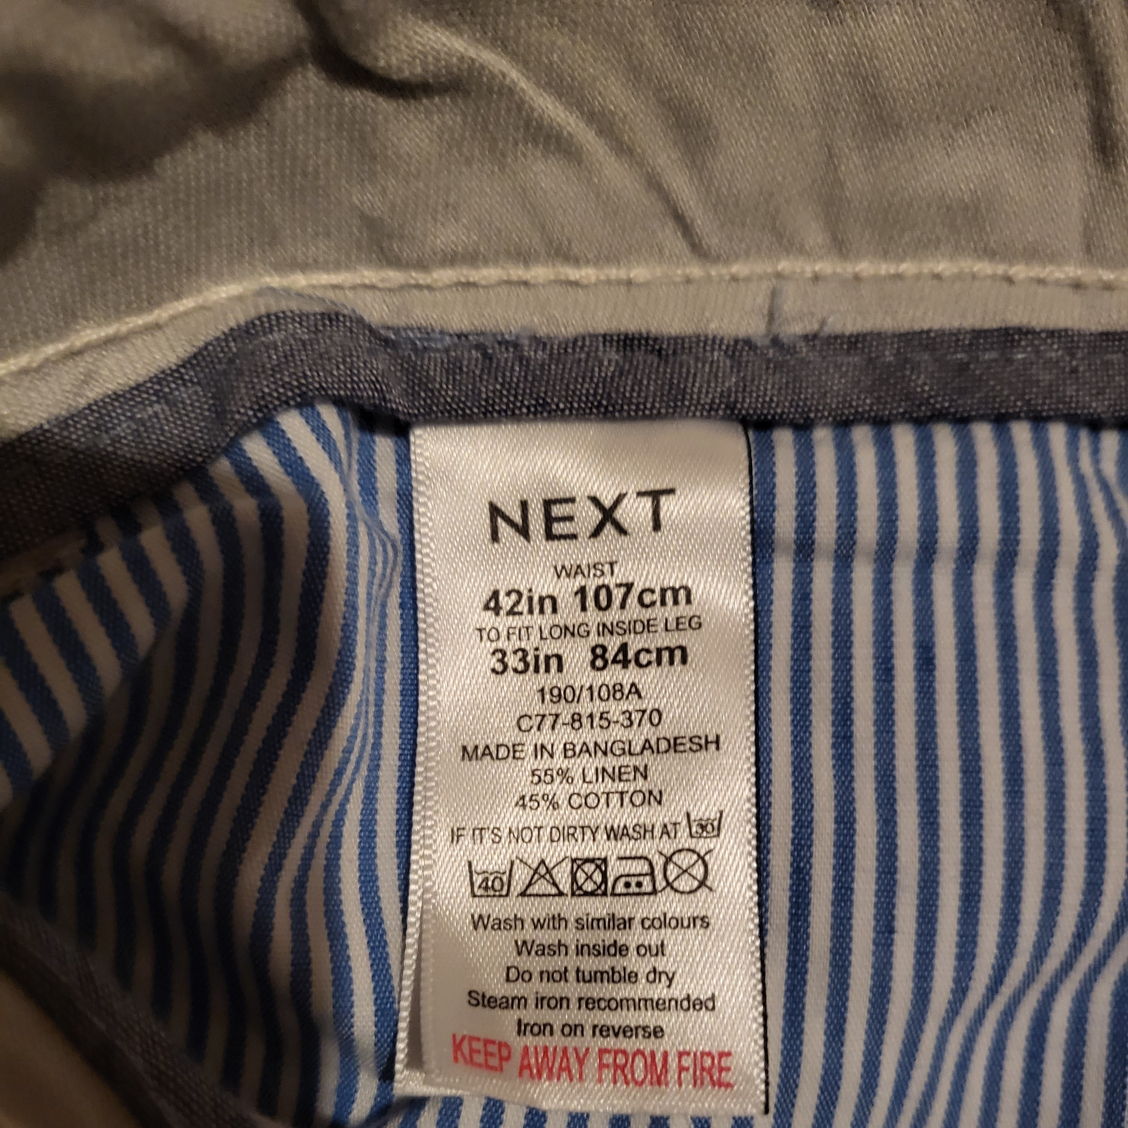 NEXT
WAIST
42in 107cm
TO FIT LONG INSIDE LEG
33in 84cm
190/108A
C77-815-370
MADE IN BANGLADESH
55% LINEN
45% COTTON
IF IT'S NOT DIRTY WASH AT 30
40
Wash with similar colours
Wash inside out
Do not tumble dry
Steam iron recommended
Iron on reverse
KEEP AWAY FROM FIRE